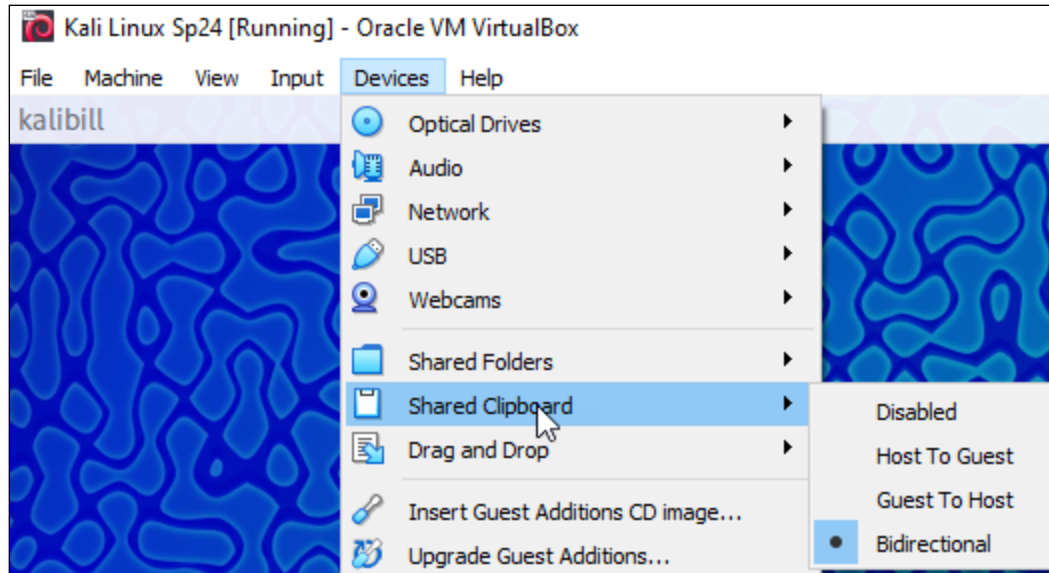 Kali Linux Sp24 [Running] - Oracle VM VirtualBox
File Machine View Input Devices Help
kalibill
Optical Drives
Audio
Network
USB
Webcams
Shared Folders
Shared Clipboard
Drag and Drop
Insert Guest Additions CD image...
Upgrade Guest Additions...
Disabled
Host To Guest
Guest To Host
Bidirectional